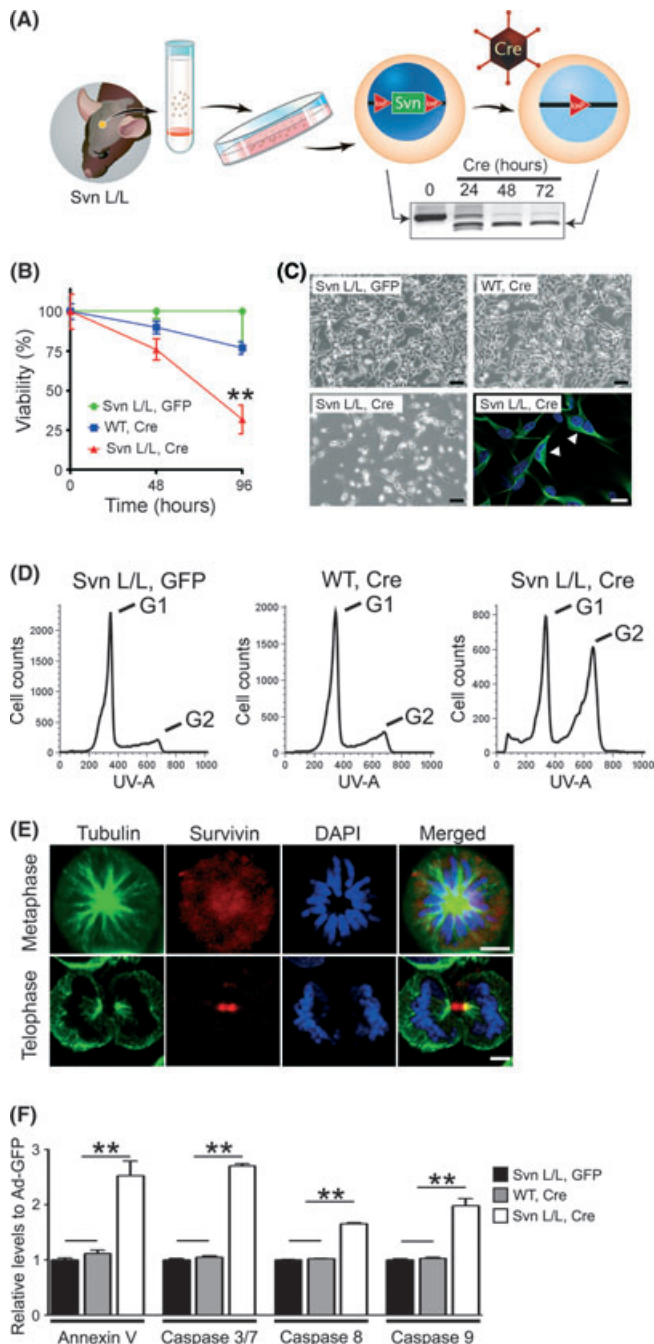 (A)
Cre
LoxP
Svn
LoxP
LoxP
Svn L/L
Cre (hours)
0 24 48 72
(B)
100
75
50
25
0
Viability (%)
**
Svn L/L, GFP
WT, Cre
Svn L/L, Cre
0 48 96
Time (hours)
(C)
Svn L/L, GFP
WT, Cre
Svn L/L, Cre
Svn L/L, Cre
(D)
Svn L/L, GFP
G1
G2
Cell counts
2000
1500
1000
500
0
0 200 400 600 800 1000
UV-A
WT, Cre
G1
G2
Cell counts
2000
1500
1000
500
0
0 200 400 600 800 1000
UV-A
Svn L/L, Cre
G1
G2
Cell counts
800
600
400
200
0
0 200 400 600 800 1000
UV-A
(E)
Tubulin Survivin DAPI Merged
Metaphase
Telophase
(F)
Relative levels to Ad-GFP
3
2
1
0
** ** ** **
Svn L/L, GFP
WT, Cre
Svn L/L, Cre
Annexin V Caspase 3/7 Caspase 8 Caspase 9